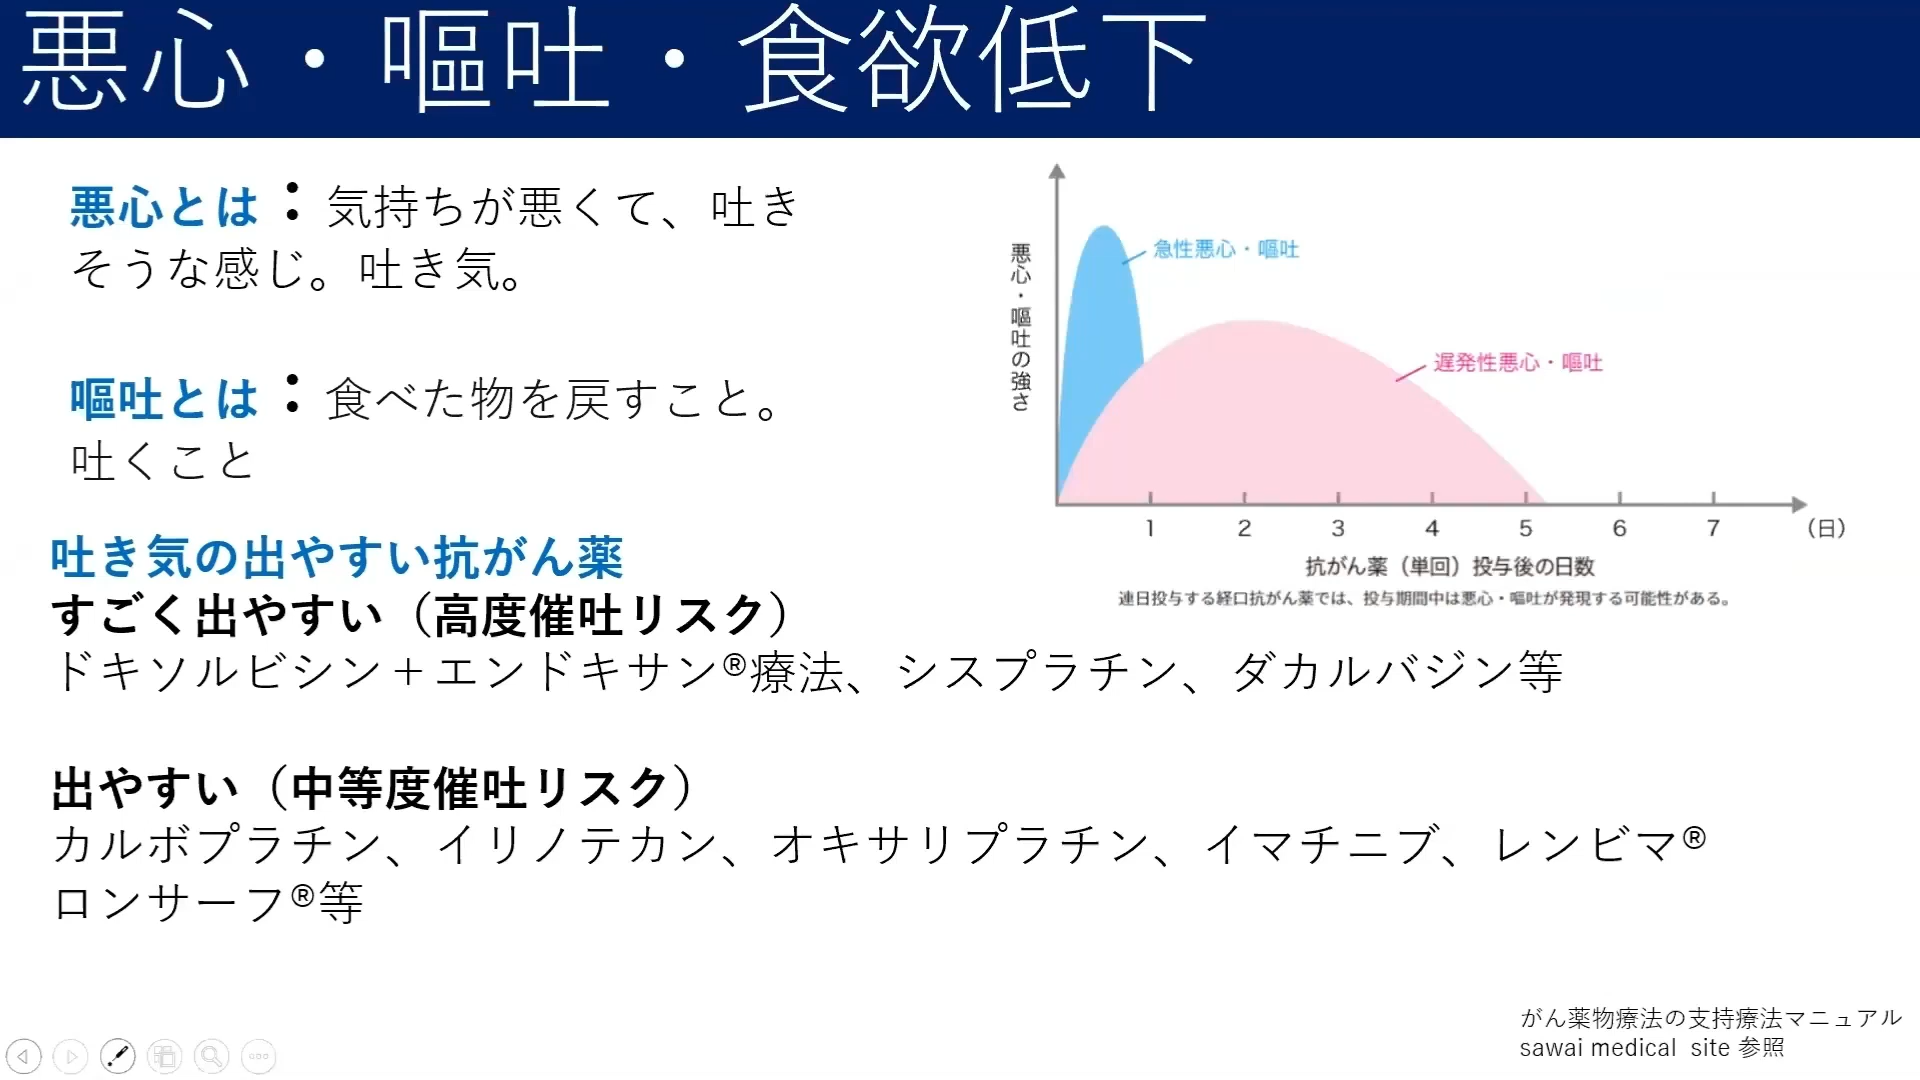 悪心・嘔吐・食欲低下
悪心とは：気持ちが悪くて、吐き
そうな感じ。吐き気。
嘔吐とは：食べた物を戻すこと。
吐くこと
悪心・嘔吐の強さ
急性悪心・嘔吐
遅発性悪心・嘔吐
1 2 3 4 5 6 7 （日）
抗がん薬（単回）投与後の日数
連日投与する経口抗がん薬では、投与期間中は悪心・嘔吐が発現する可能性がある。
吐き気の出やすい抗がん薬
すごく出やすい（高度催吐リスク）
ドキソルビシン＋エンドキサン®療法、シスプラチン、ダカルバジン等
出やすい（中等度催吐リスク）
カルボプラチン、イリノテカン、オキサリプラチン、イマチニブ、レンビマ®
ロンサーフ®等
がん薬物療法の支持療法マニュアル
sawai medical site 参照